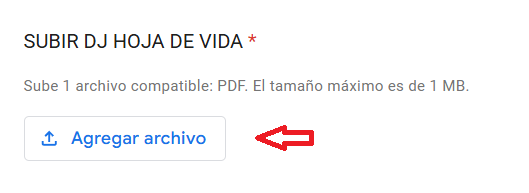 SUBIR DJ HOJA DE VIDA *
Sube 1 archivo compatible: PDF. El tamaño máximo es de 1 MB.
Agregar archivo